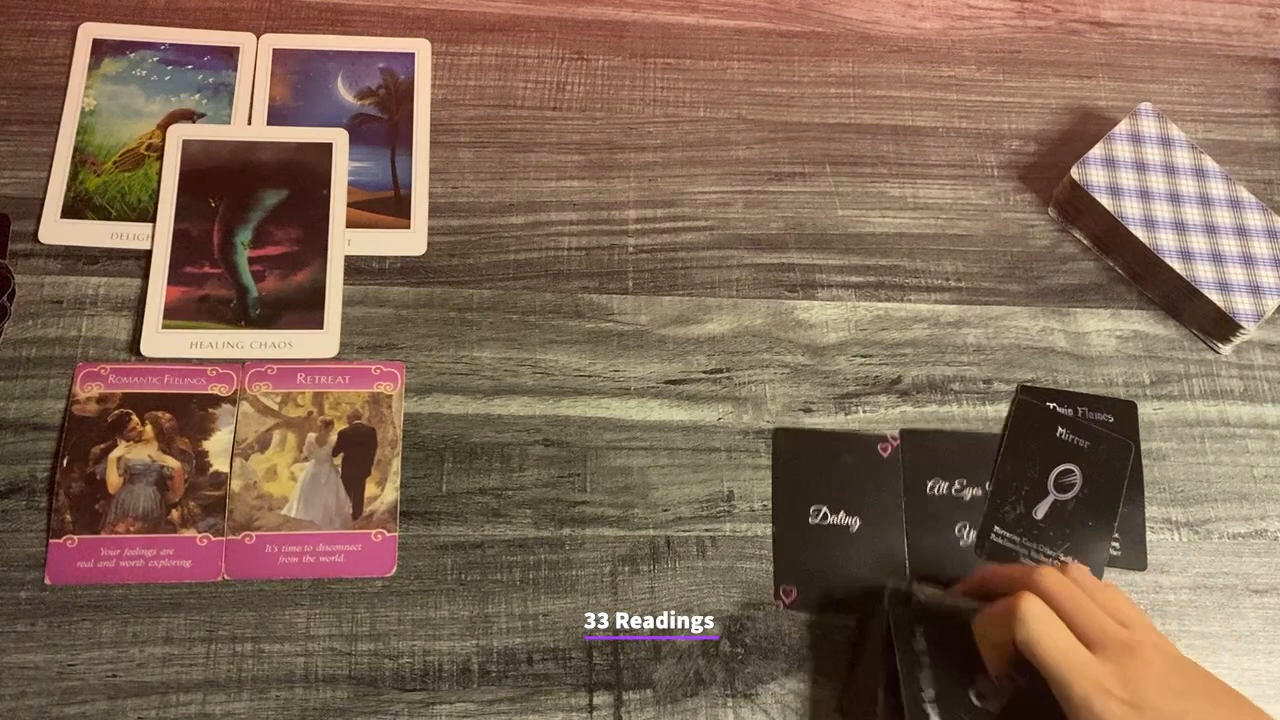 HEALING CHAOS
ROMANTIC FEELINGS
Your feelings are
real and worth exploring.
RETREAT
It's time to disconnect
from the world.
Dating
All Eyes
Twin Flames
Mirror
33 Readings